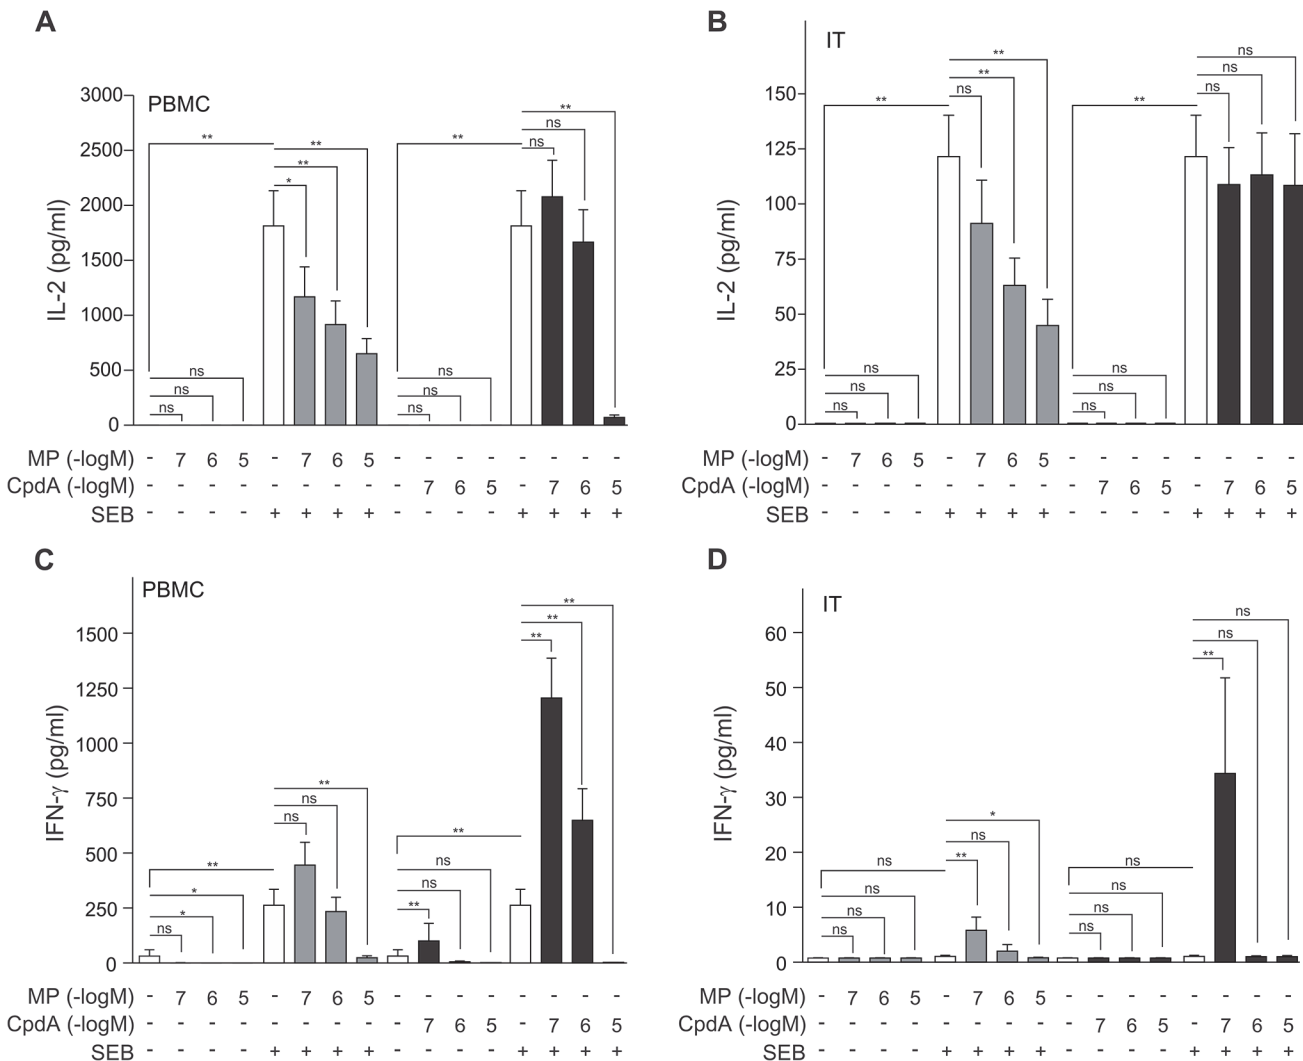 A
PBMC
3000
2500
2000
1500
1000
500
0
IL-2 (pg/ml)
** ** ** * ** ** ns ns
ns ns ns ns ns ns
MP (-logM) - 7 6 5 - 7 6 5 - - - - - - - -
CpdA (-logM) - - - - - - - - - 7 6 5 - 7 6 5
SEB - - - - + + + + - - - - + + + +
B
IT
150
125
100
75
50
25
0
IL-2 (pg/ml)
** ** ** ns ** ns ns ns
ns ns ns ns ns ns
MP (-logM) - 7 6 5 - 7 6 5 - - - - - - - -
CpdA (-logM) - - - - - - - - - 7 6 5 - 7 6 5
SEB - - - - + + + + - - - - + + + +
C
PBMC
1500
1250
1000
750
500
250
0
IFN-γ (pg/ml)
** * * ns ** ns ns ** ns ns ** ** ** **
MP (-logM) - 7 6 5 - 7 6 5 - - - - - - - -
CpdA (-logM) - - - - - - - - - 7 6 5 - 7 6 5
SEB - - - - + + + + - - - - + + + +
D
IT
60
50
40
30
20
10
0
IFN-γ (pg/ml)
ns ns ns ns * ns ** ns ns ns ns ns ns **
MP (-logM) - 7 6 5 - 7 6 5 - - - - - - - -
CpdA (-logM) - - - - - - - - - 7 6 5 - 7 6 5
SEB - - - - + + + + - - - - + + + +